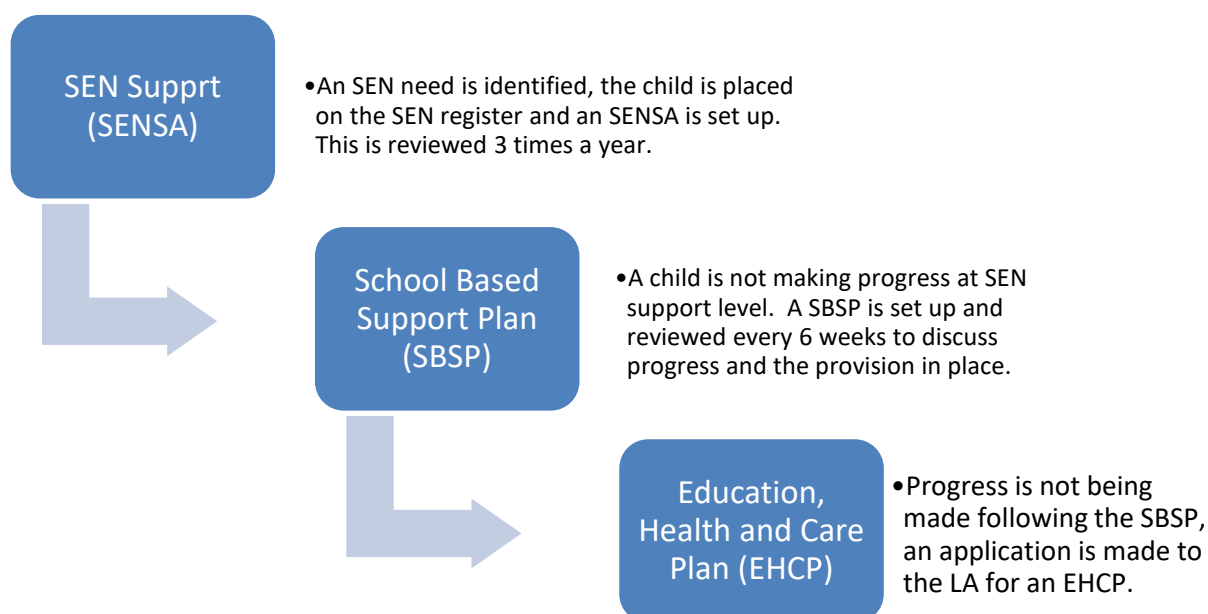 SEN Supprt
(SENSA)
•An SEN need is identified, the child is placed
on the SEN register and an SENSA is set up.
This is reviewed 3 times a year.
School Based
Support Plan
(SBSP)
•A child is not making progress at SEN
support level.  A SBSP is set up and
reviewed every 6 weeks to discuss
progress and the provision in place.
Education,
Health and Care
Plan (EHCP)
•Progress is not being
made following the SBSP,
an application is made to
the LA for an EHCP.